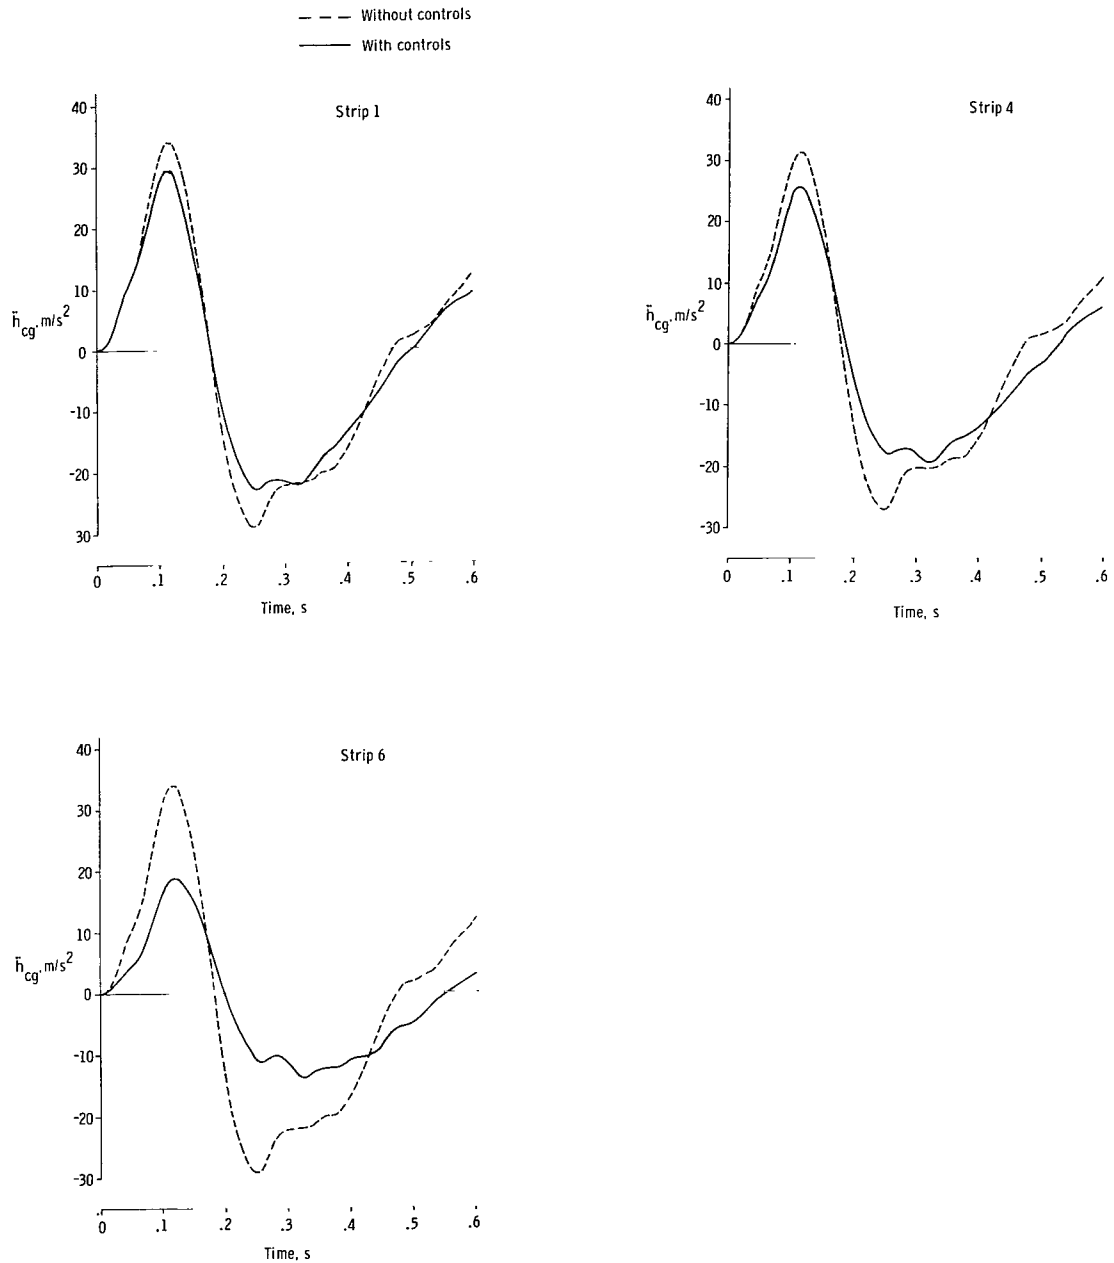 Without controls
With controls
Strip 1
40
30
20
10
0
-10
-20
30
ḧcg, m/s²
0 .1 .2 .3 .4 .5 .6
Time, s
Strip 4
40
30
20
10
0
-10
-20
-30
ḧcg, m/s²
0 .1 .2 .3 .4 .5 .6
Time, s
Strip 6
40
30
20
10
0
-10
-20
-30
ḧcg, m/s²
0 .1 .2 .3 .4 .5 .6
Time, s